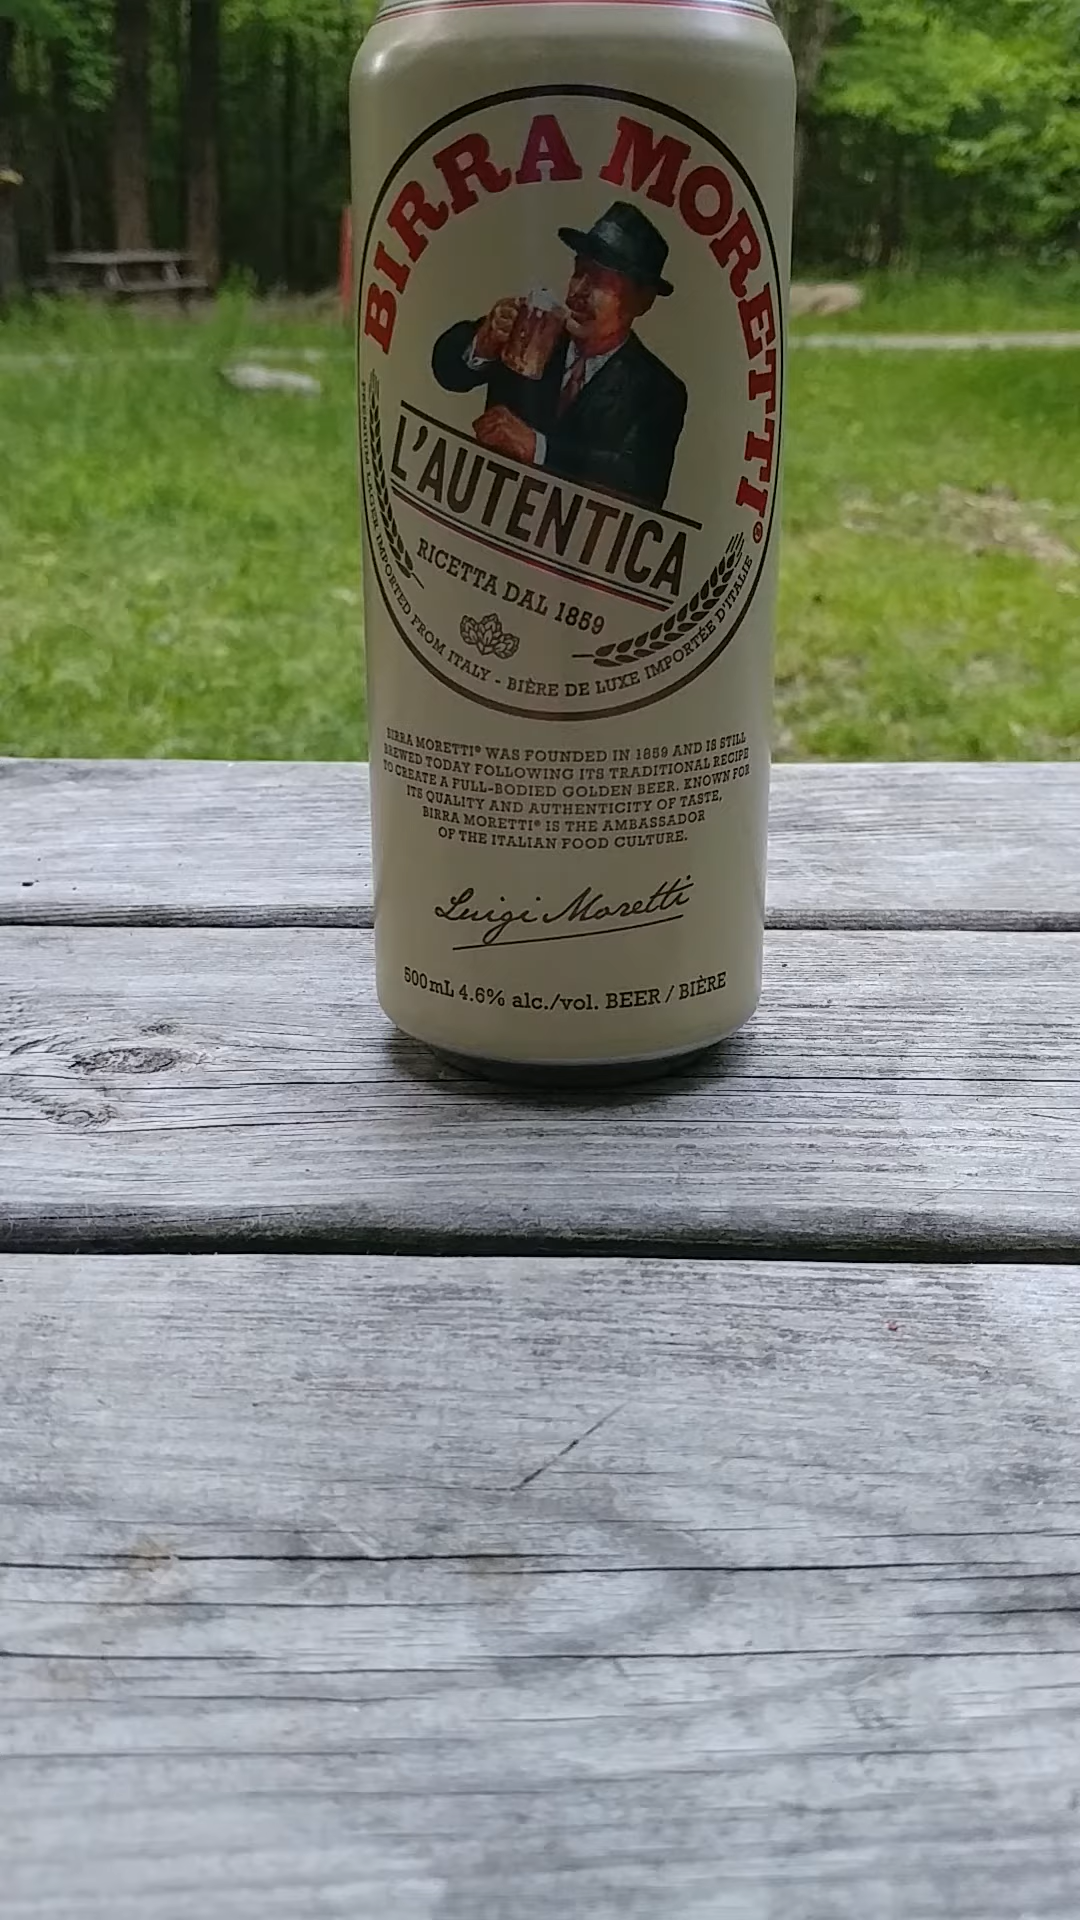 BIRRA MORETTI®
L'AUTENTICA
RICETTA DAL 1859
PREMIUM LAGER IMPORTED FROM ITALY - BIÈRE DE LUXE IMPORTÉE D'ITALIE
BIRRA MORETTI® WAS FOUNDED IN 1859 AND IS STILL
BREWED TODAY FOLLOWING ITS TRADITIONAL RECIPE
TO CREATE A FULL-BODIED GOLDEN BEER. KNOWN FOR
ITS QUALITY AND AUTHENTICITY OF TASTE,
BIRRA MORETTI® IS THE AMBASSADOR
OF THE ITALIAN FOOD CULTURE.
Luigi Moretti
500mL 4.6% alc./vol. BEER / BIÈRE